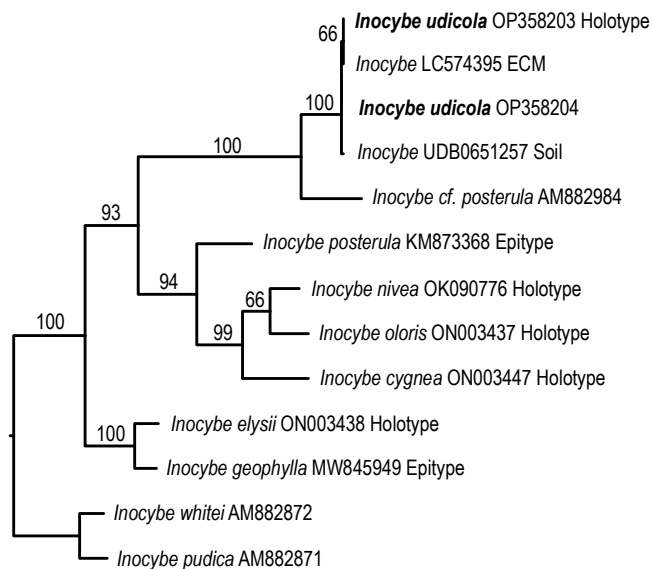 Inocybe udicola OP358203 Holotype
66
Inocybe LC574395 ECM
100
Inocybe udicola OP358204
100
Inocybe UDB0651257 Soil
Inocybe cf. posterula AM882984
93
Inocybe posterula KM873368 Epitype
94
Inocybe nivea OK090776 Holotype
66
100
99
Inocybe oloris ON003437 Holotype
Inocybe cygnea ON003447 Holotype
Inocybe elysii ON003438 Holotype
100
Inocybe geophylla MW845949 Epitype
Inocybe whitei AM882872
Inocybe pudica AM882871